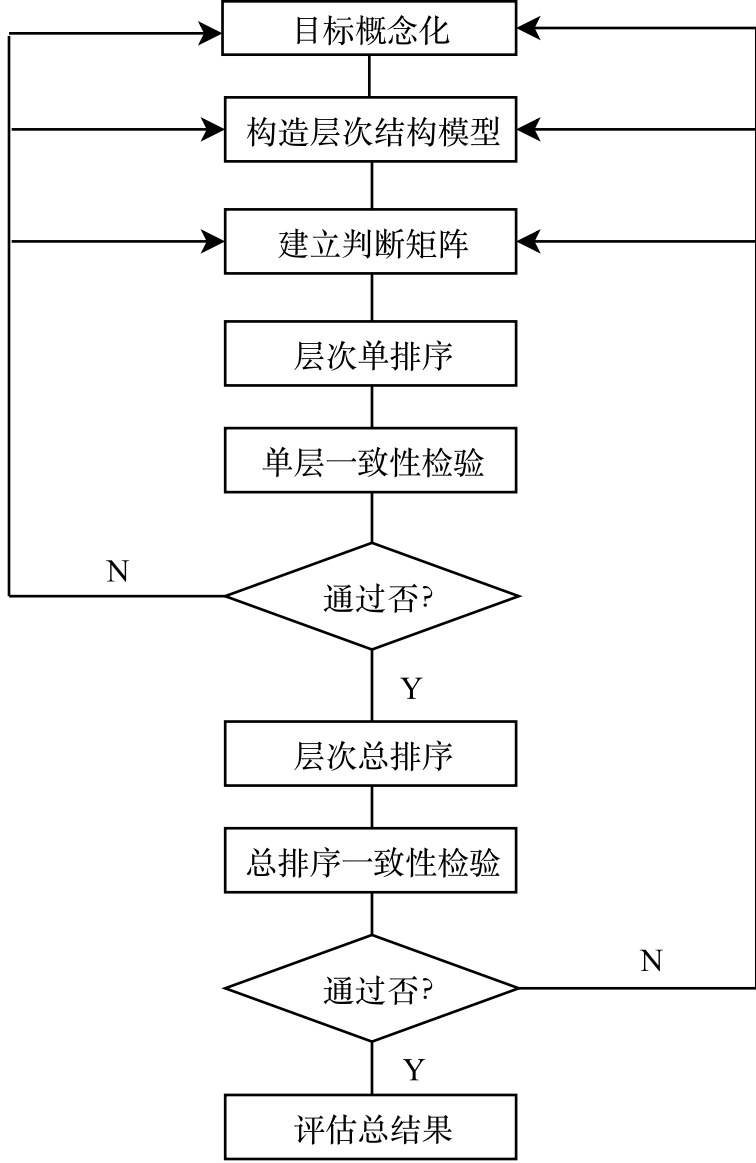 目标概念化
构造层次结构模型
建立判断矩阵
层次单排序
单层一致性检验
N
通过否?
Y
层次总排序
总排序一致性检验
N
通过否?
Y
评估总结果